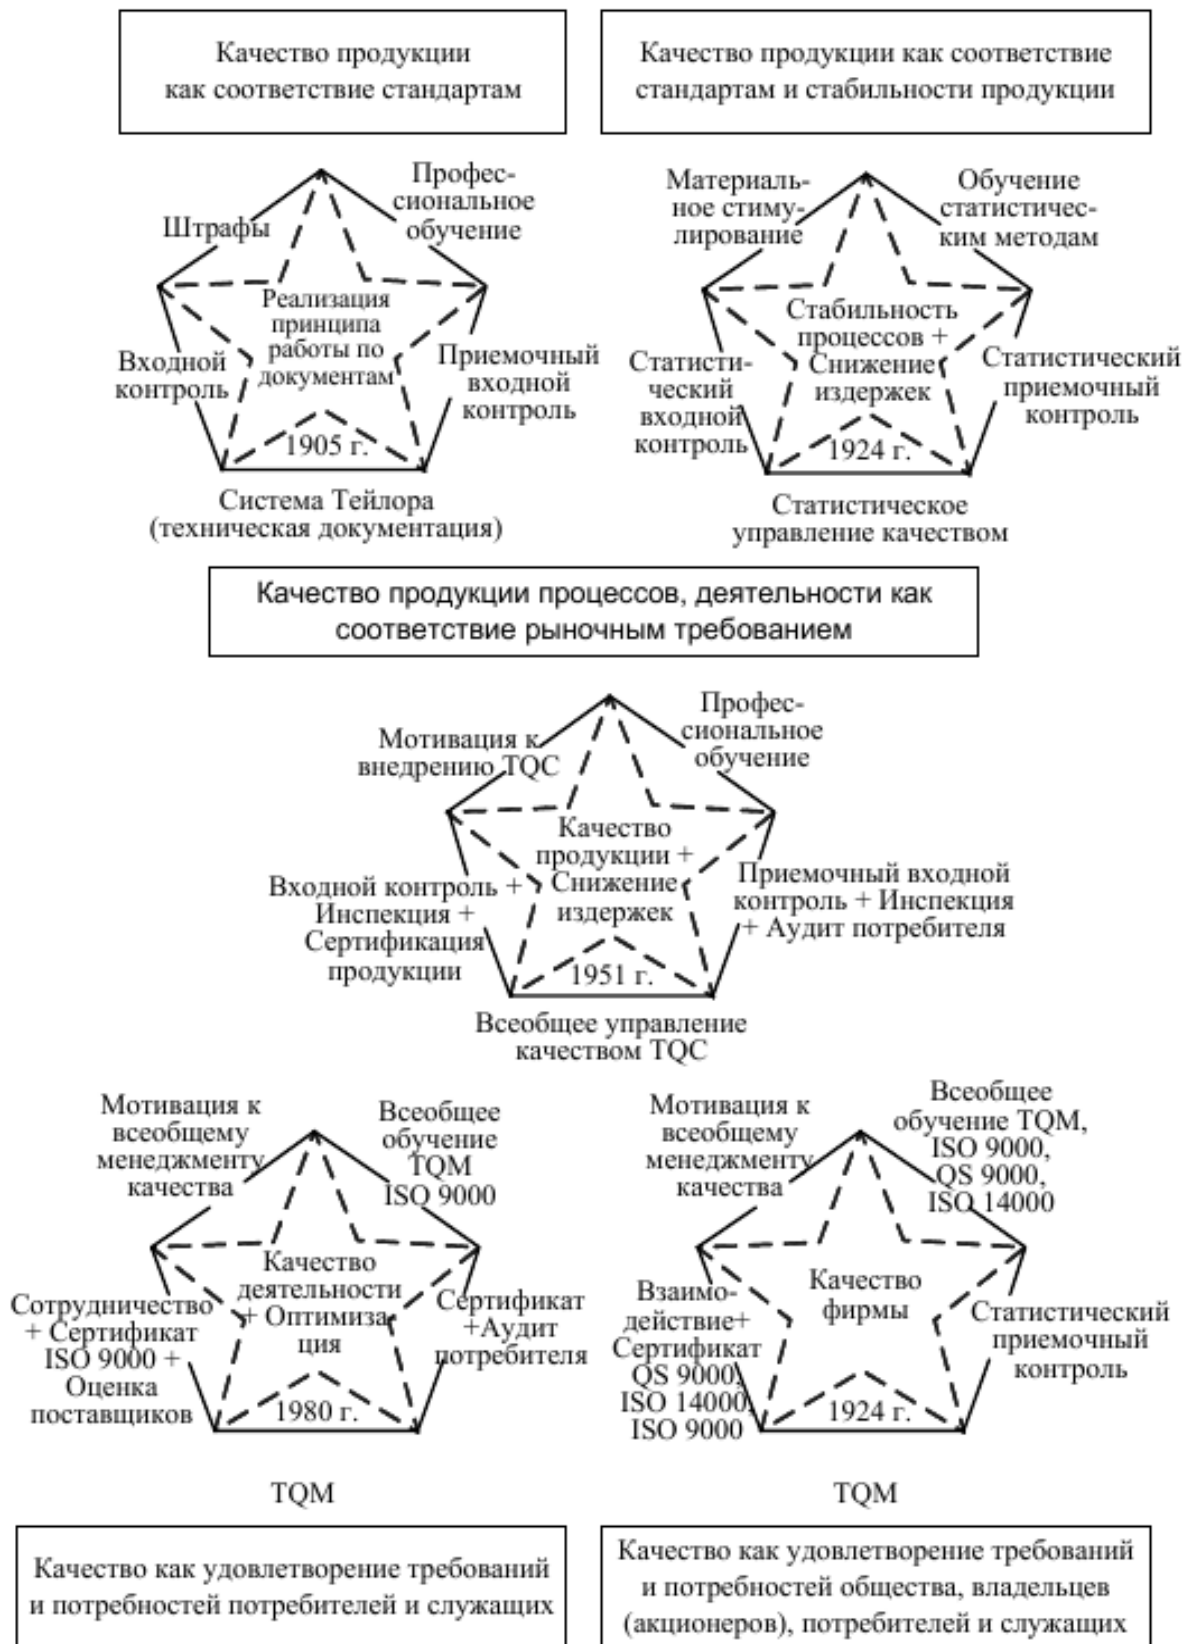 Качество продукции
как соответствие стандартам
Качество продукции как соответствие
стандартам и стабильности продукции
Штрафы
Профес-
сиональное
обучение
Реализация
принципа
работы по
документам
Входной
контроль
Приемочный
входной
контроль
1905 г.
Система Тейлора
(техническая документация)
Материаль-
ное стиму-
лирование
Обучение
статистичес-
ким методам
Стабильность
процессов +
Снижение
издержек
Статисти-
ческий
входной
контроль
Статистический
приемочный
контроль
1924 г.
Статистическое
управление качеством
Качество продукции процессов, деятельности как
соответствие рыночным требованием
Мотивация к
внедрению TQC
Профес-
сиональное
обучение
Качество
продукции +
Снижение
издержек
Входной контроль +
Инспекция +
Сертификация
продукции
Приемочный входной
контроль + Инспекция
+ Аудит потребителя
1951 г.
Всеобщее управление
качеством TQC
Мотивация к
всеобщему
менеджменту
качества
Всеобщее
обучение
TQM
ISO 9000
Качество
деятельности
+ Оптимиза-
ция
Сотрудничество
+ Сертификат
ISO 9000 +
Оценка
поставщиков
Сертификат
+Аудит
потребителя
1980 г.
TQM
Мотивация к
всеобщему
менеджменту
качества
Всеобщее
обучение TQM,
ISO 9000,
QS 9000,
ISO 14000
Качество
фирмы
Взаимо-
действие+
Сертификат
QS 9000,
ISO 14000,
ISO 9000
Статистический
приемочный
контроль
1924 г.
TQM
Качество как удовлетворение требований
и потребностей потребителей и служащих
Качество как удовлетворение требований
и потребностей общества, владельцев
(акционеров), потребителей и служащих